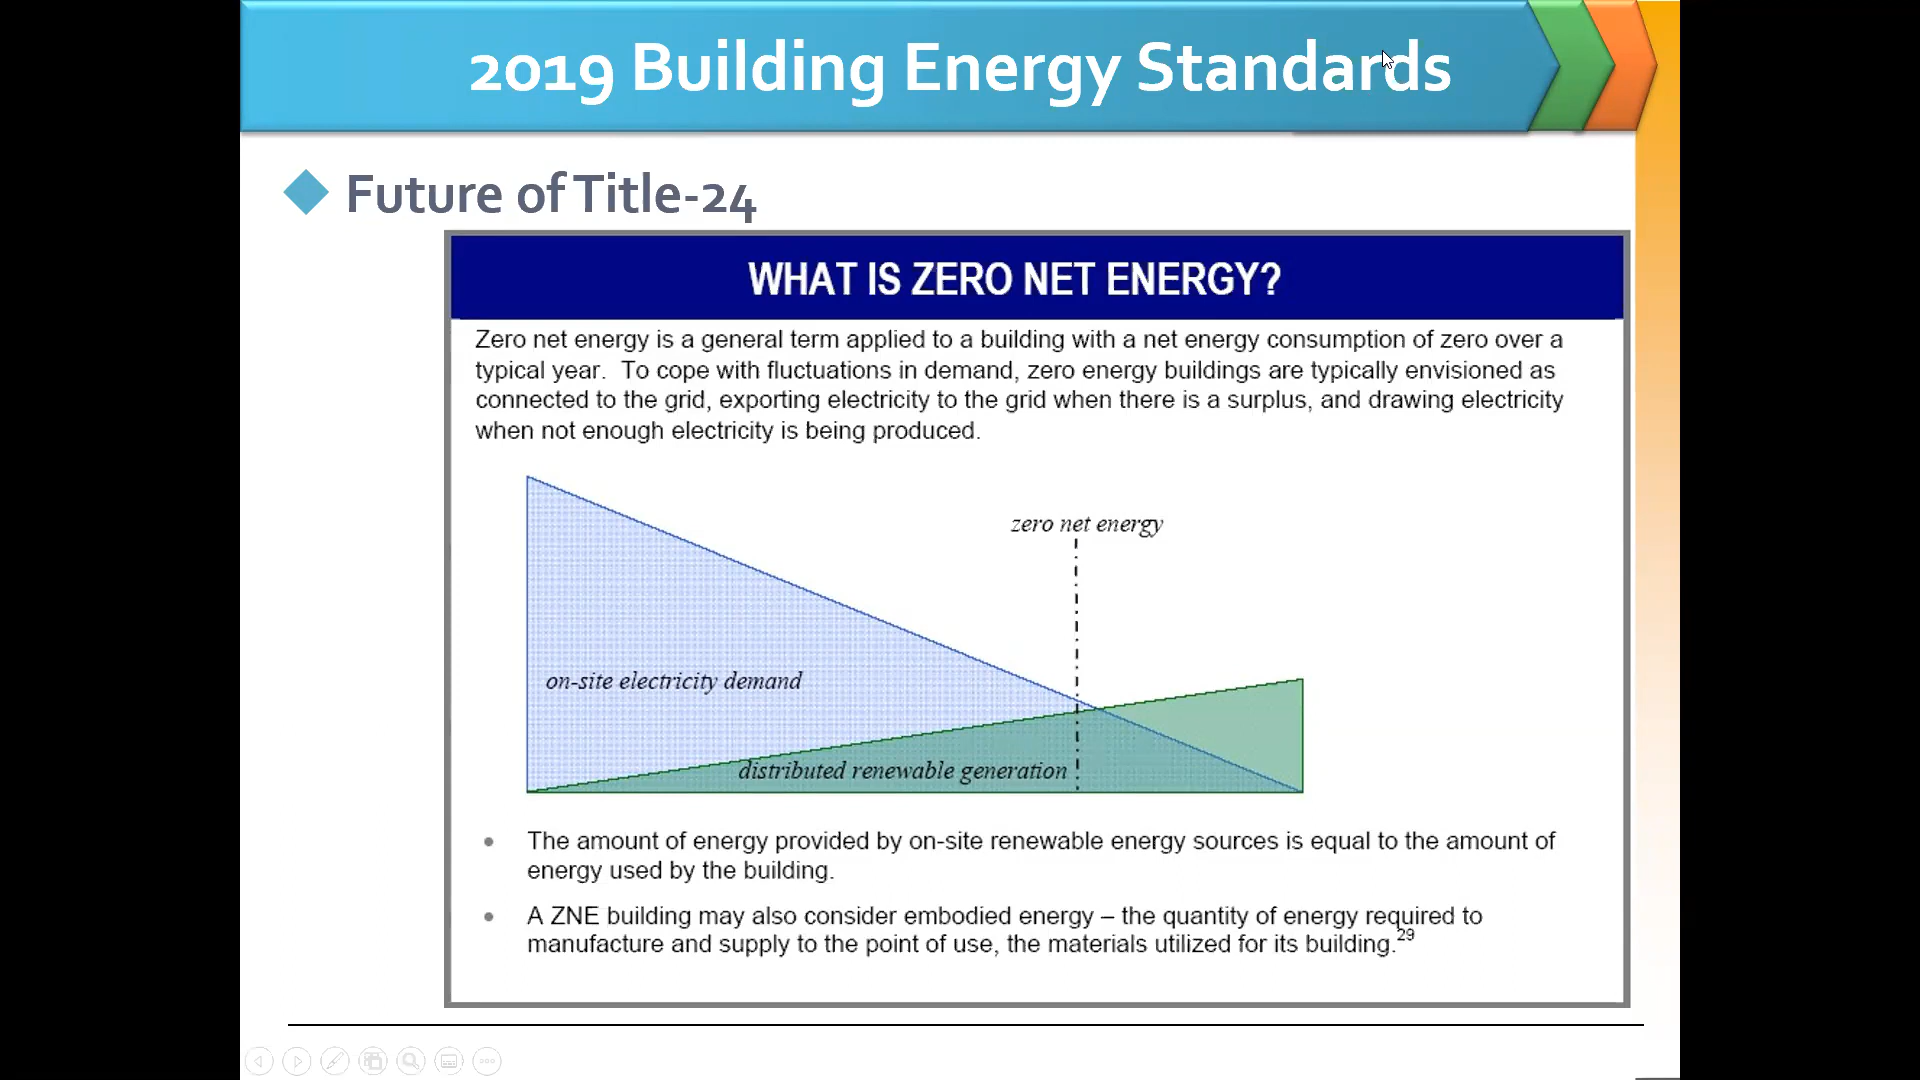 2019 Building Energy Standards
Future of Title-24
WHAT IS ZERO NET ENERGY?
Zero net energy is a general term applied to a building with a net energy consumption of zero over a
typical year. To cope with fluctuations in demand, zero energy buildings are typically envisioned as
connected to the grid, exporting electricity to the grid when there is a surplus, and drawing electricity
when not enough electricity is being produced.
zero net energy
on-site electricity demand
distributed renewable generation
The amount of energy provided by on-site renewable energy sources is equal to the amount of
energy used by the building.
A ZNE building may also consider embodied energy – the quantity of energy required to
manufacture and supply to the point of use, the materials utilized for its building.29